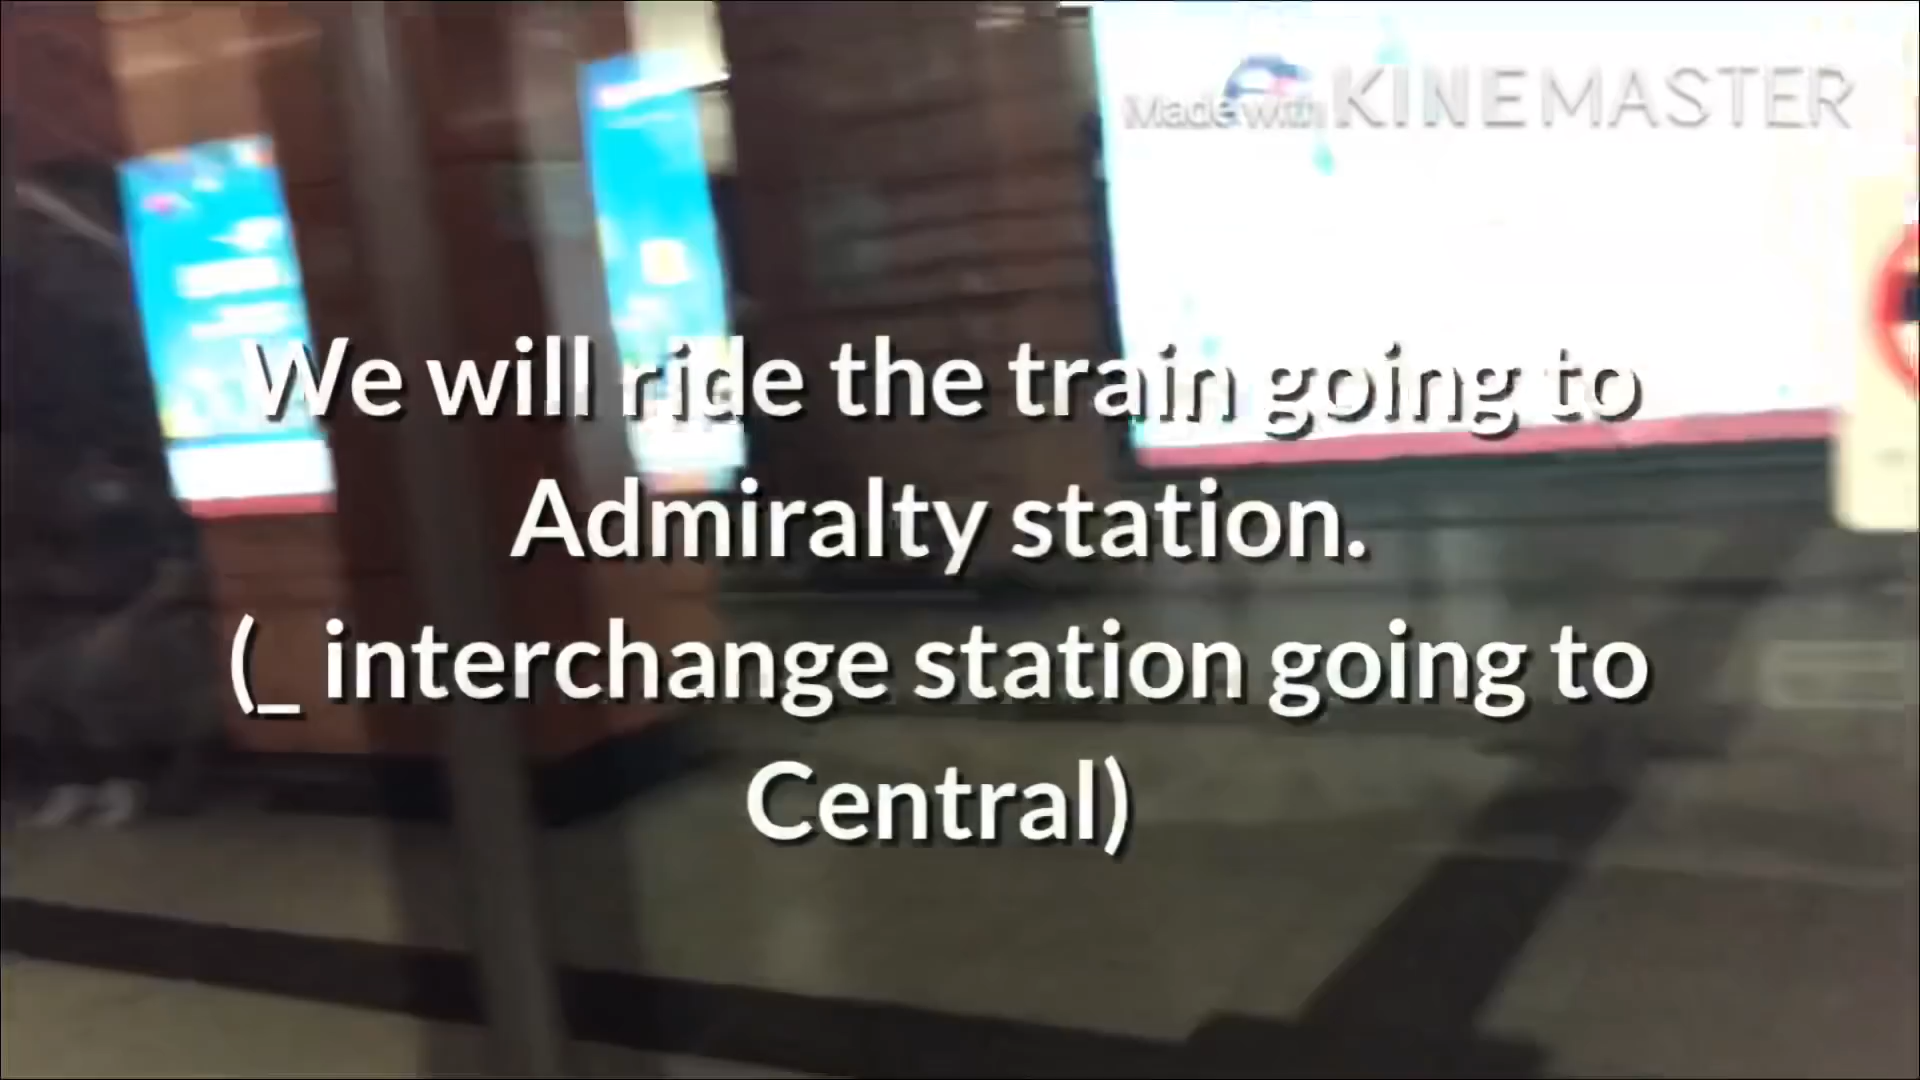 Made with KINEMASTER
We will ride the train going to
Admiralty station.
(_ interchange station going to
Central)